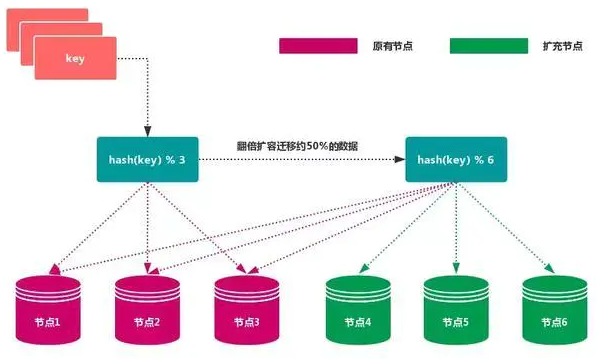 key
原有节点
扩充节点
hash(key) % 3
翻倍扩容迁移约50%的数据
hash(key) % 6
节点1
节点2
节点3
节点4
节点5
节点6